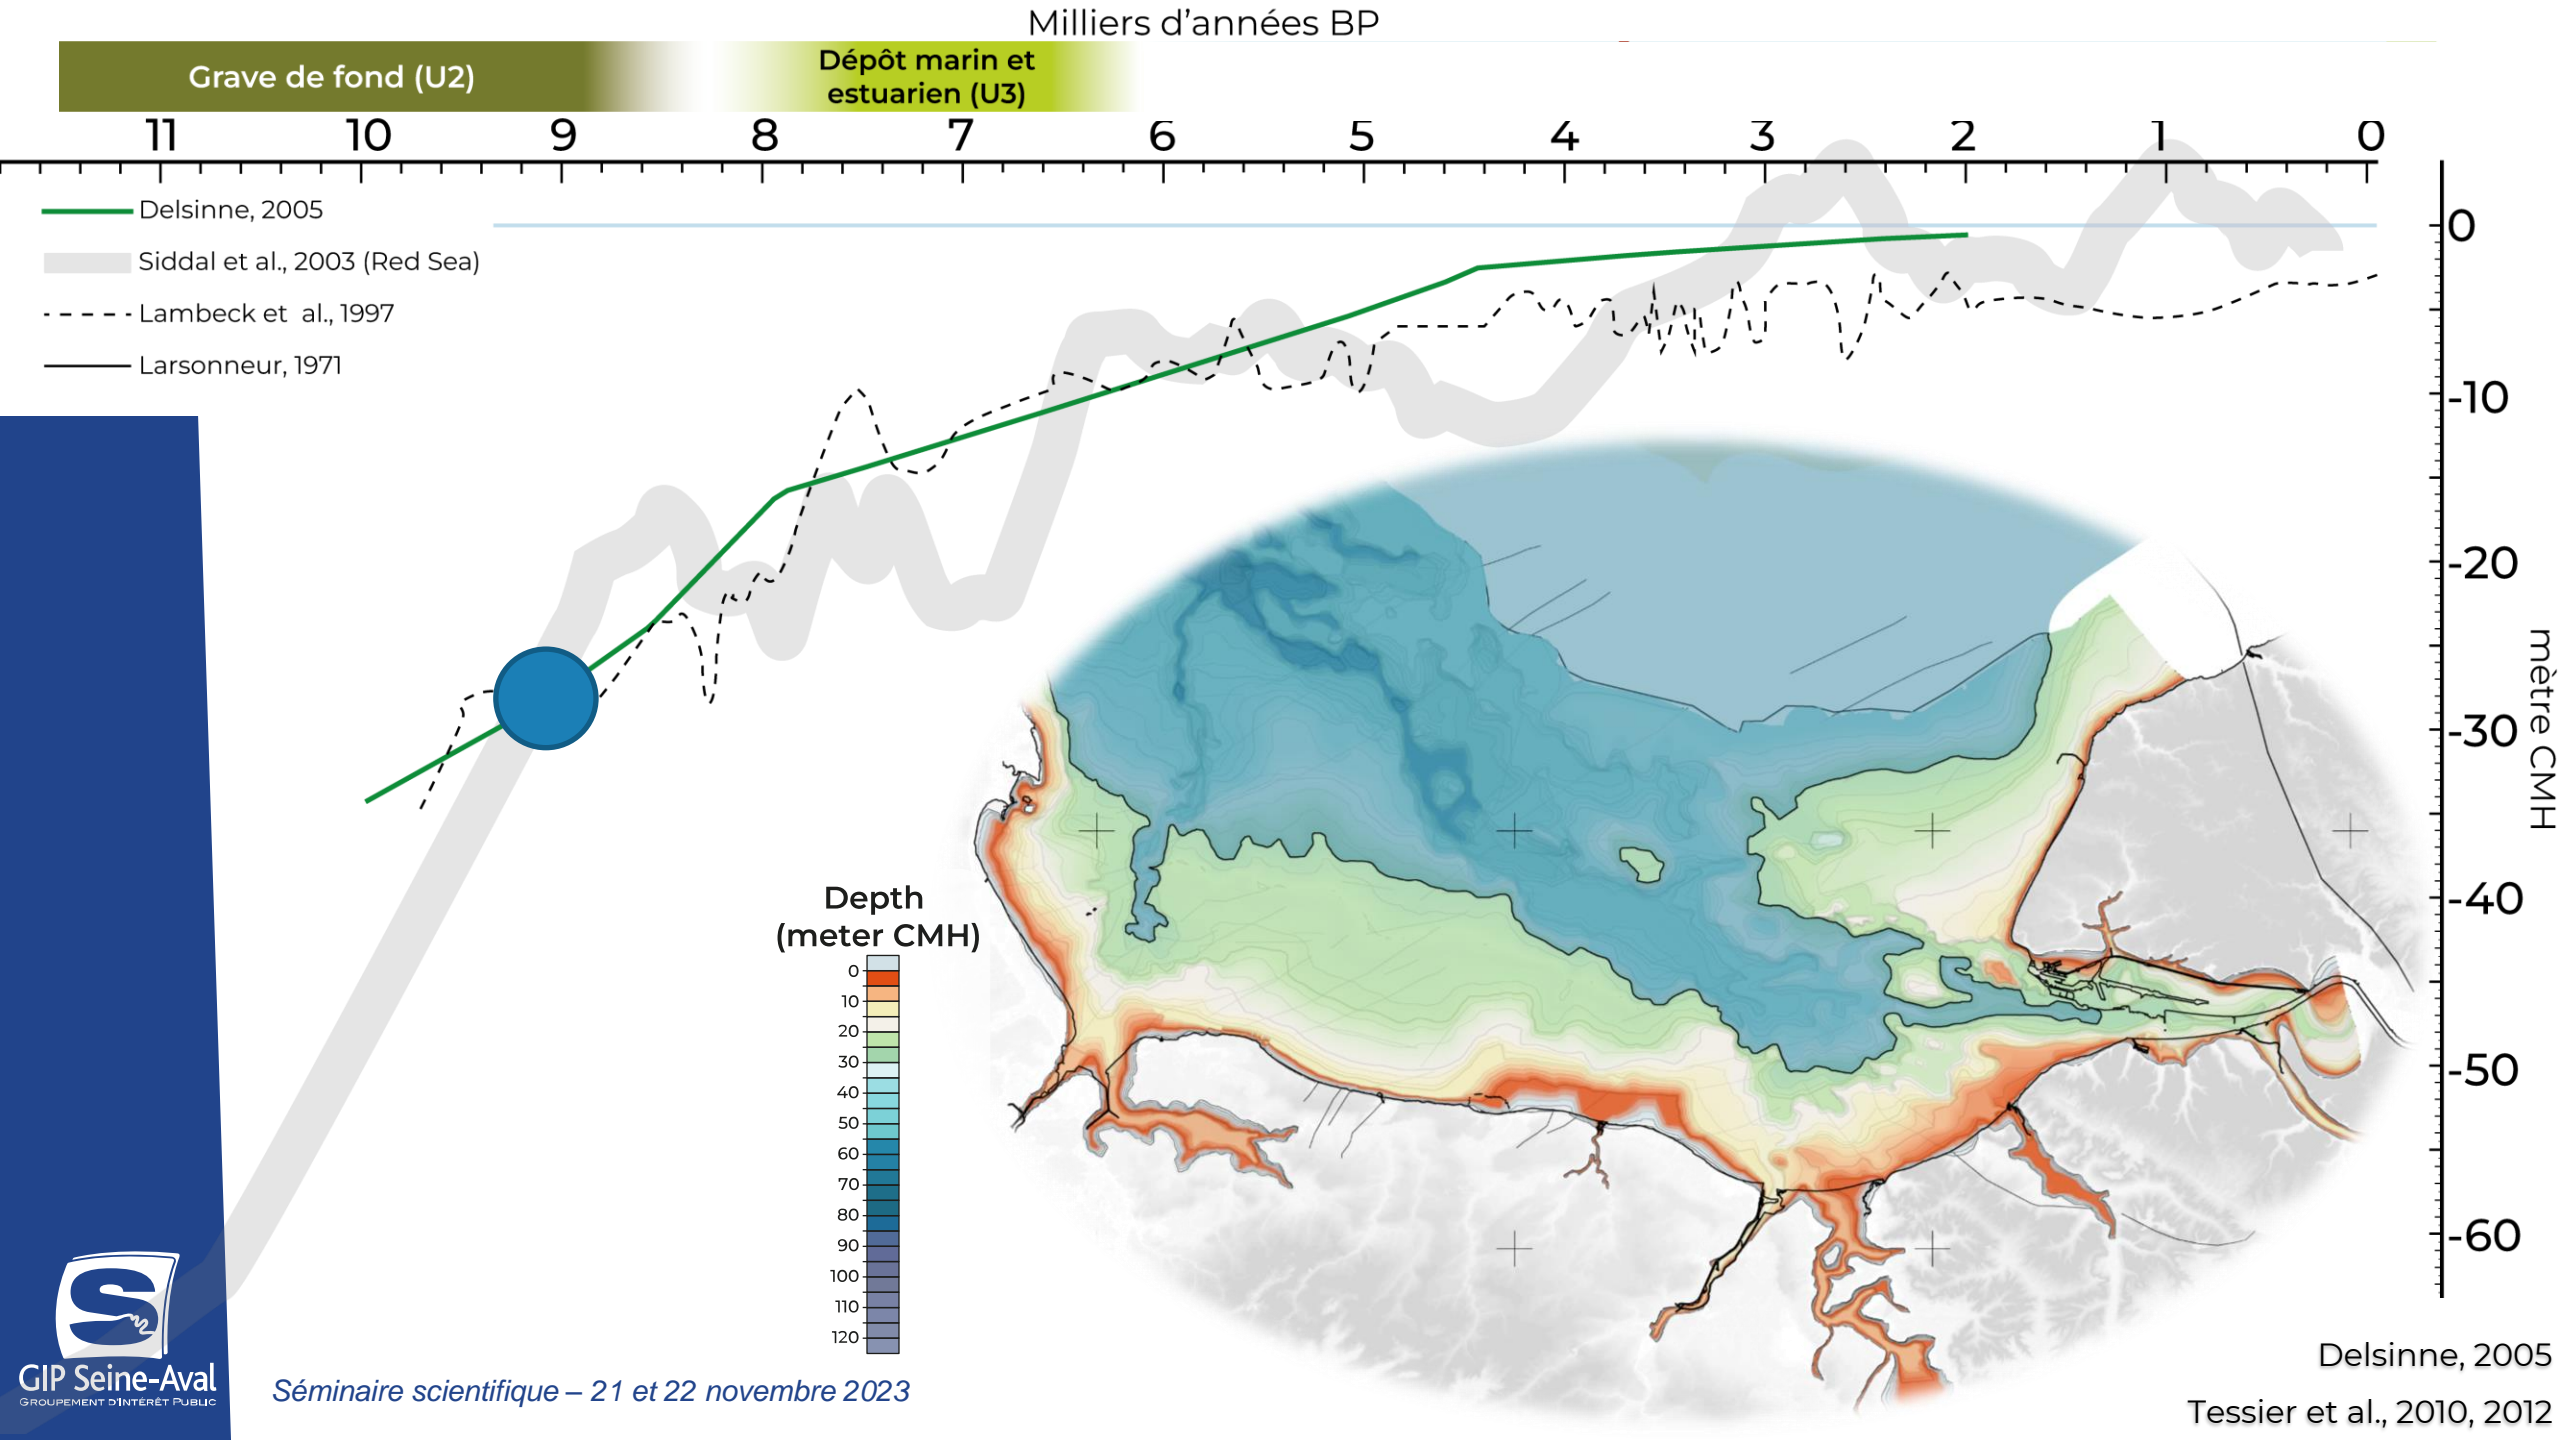 Milliers d'années BP
Grave de fond (U2)
Dépôt marin et
estuarien (U3)
11 10 9 8 7 6 5 4 3 2 1 0
Delsinne, 2005
Siddal et al., 2003 (Red Sea)
Lambeck et al., 1997
Larsonneur, 1971
0
-10
-20
-30
-40
-50
-60
mètre CMH
Depth
(meter CMH)
0
10
20
30
40
50
60
70
80
90
100
110
120
GIP Seine-Aval
GROUPEMENT D'INTÉRÊT PUBLIC
Séminaire scientifique – 21 et 22 novembre 2023
Delsinne, 2005
Tessier et al., 2010, 2012